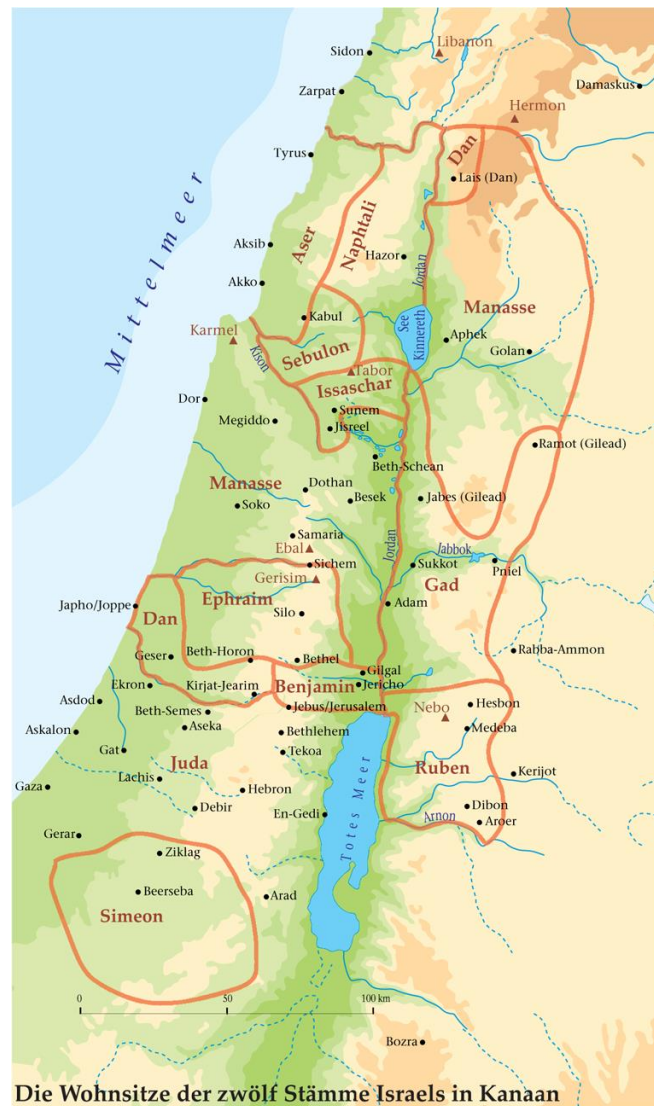 Sidon
Libanon
Damaskus
Zarpat
Hermon
Tyrus
Dan
Lais (Dan)
Mittelmeer
Aser
Naphtali
Aksib
Hazor
Jordan
Akko
Manasse
Kabul
See
Kinnereth
Karmel
Kison
Sebulon
Aphek
Golan
Tabor
Issaschar
Dor
Sunem
Megiddo
Jisreel
Ramot (Gilead)
Beth-Schean
Manasse
Dothan
Besek
Jabes (Gilead)
Soko
Samaria
Ebal
Jordan
Jabbok
Sichem
Sukkot
Pniel
Gerisim
Gad
Ephraim
Japho/Joppe
Dan
Silo
Adam
Geser
Beth-Horon
Bethel
Rabba-Ammon
Gilgal
Ekron
Kirjat-Jearim
Benjamin
Jericho
Asdod
Beth-Semes
Jebus/Jerusalem
Nebo
Hesbon
Askalon
Aseka
Bethlehem
Medeba
Gat
Tekoa
Juda
Ruben
Lachis
Kerijot
Gaza
Hebron
Debir
En-Gedi
Totes Meer
Dibon
Arnon
Aroer
Gerar
Ziklag
Beerseba
Arad
Simeon
0 50 100 km
Bozra
Die Wohnsitze der zwölf Stämme Israels in Kanaan